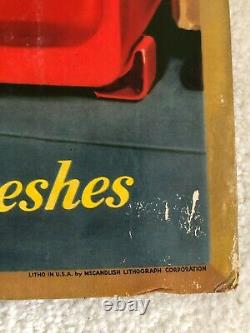 eshes
LITHO IN U.S.A. by MCCANDLISH LITHOGRAPH CORPORATION